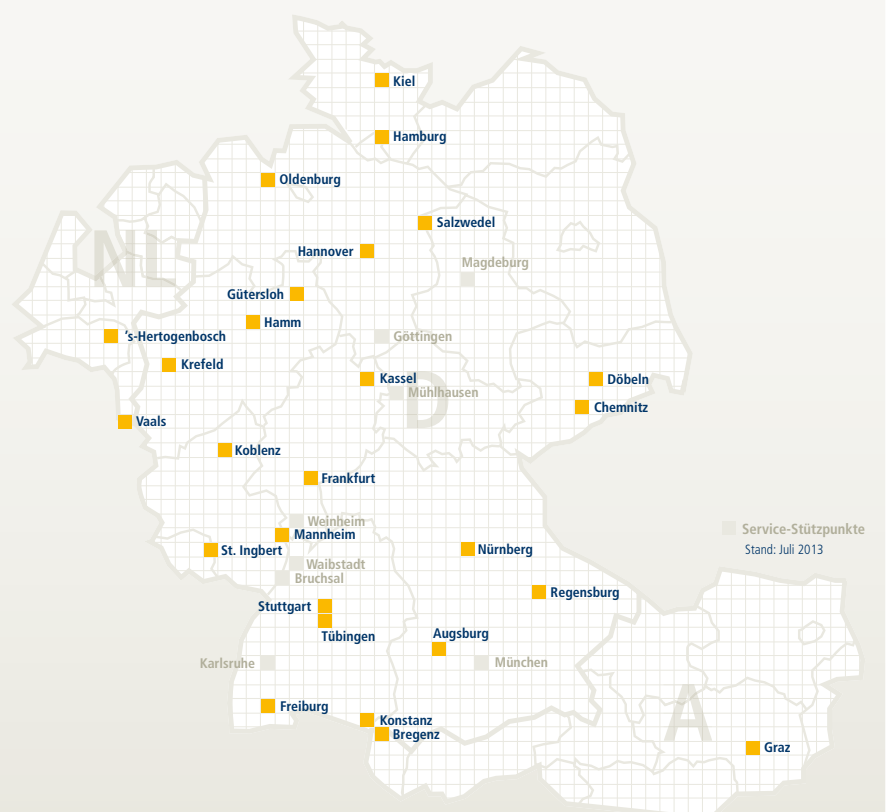 Kiel
Hamburg
Oldenburg
Salzwedel
NL
Hannover
Magdeburg
Gütersloh
Hamm
's-Hertogenbosch
Göttingen
Krefeld
Kassel
Döbeln
Mühlhausen
D
Chemnitz
Vaals
Koblenz
Frankfurt
Weinheim
Service-Stützpunkte
Mannheim
Stand: Juli 2013
St. Ingbert
Nürnberg
Waibstadt
Bruchsal
Regensburg
Stuttgart
Tübingen
Augsburg
Karlsruhe
München
Freiburg
A
Konstanz
Bregenz
Graz